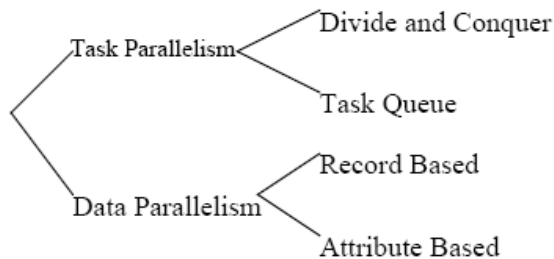 Divide and Conquer
Task Parallelism
Task Queue
Record Based
Data Parallelism
Attribute Based